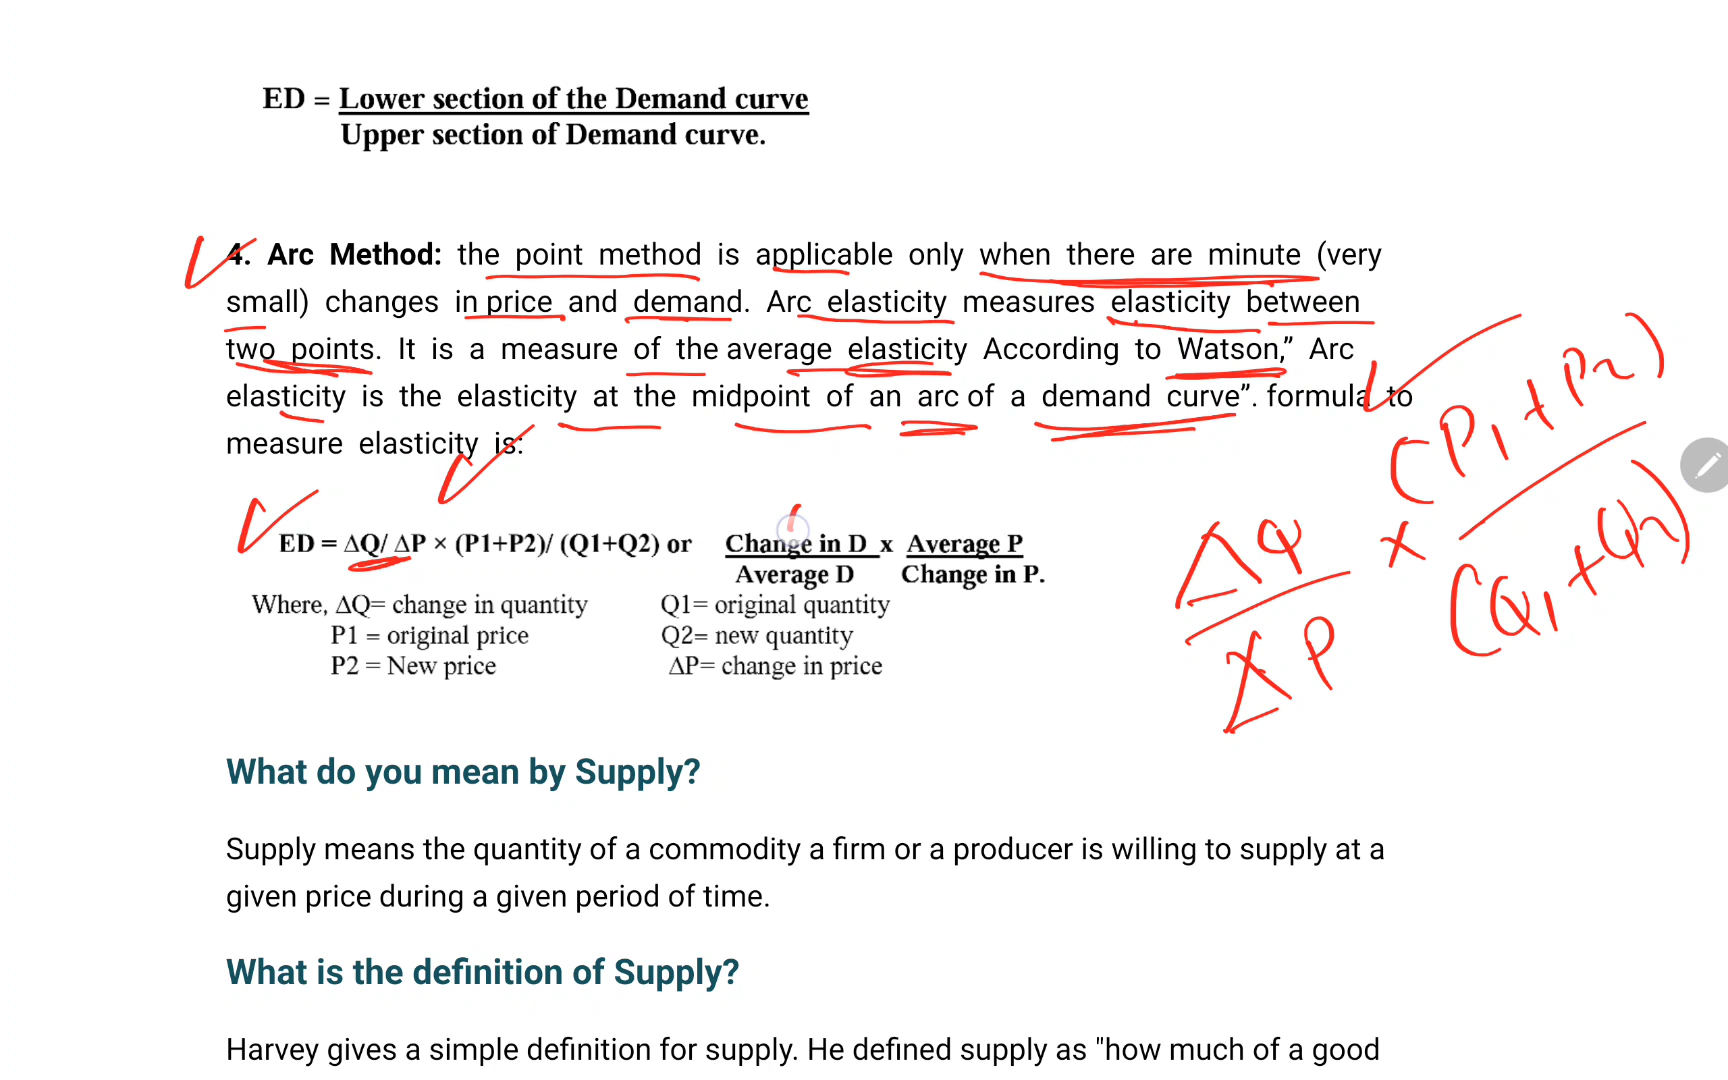 ED = Lower section of the Demand curve
Upper section of Demand curve.
4. Arc Method: the point method is applicable only when there are minute (very
small) changes in price and demand. Arc elasticity measures elasticity between
two points. It is a measure of the average elasticity According to Watson,” Arc
elasticity is the elasticity at the midpoint of an arc of a demand curve”. formula to
measure elasticity is:
ED = ΔQ/ ΔP × (P1+P2)/ (Q1+Q2) or Change in D x Average P
Average D Change in P.
Where, ΔQ= change in quantity Q1= original quantity
P1 = original price Q2= new quantity
P2 = New price ΔP= change in price
ΔQ × (P1+P2)
ΔP (Q1+Q2)
What do you mean by Supply?
Supply means the quantity of a commodity a firm or a producer is willing to supply at a
given price during a given period of time.
What is the definition of Supply?
Harvey gives a simple definition for supply. He defined supply as "how much of a good